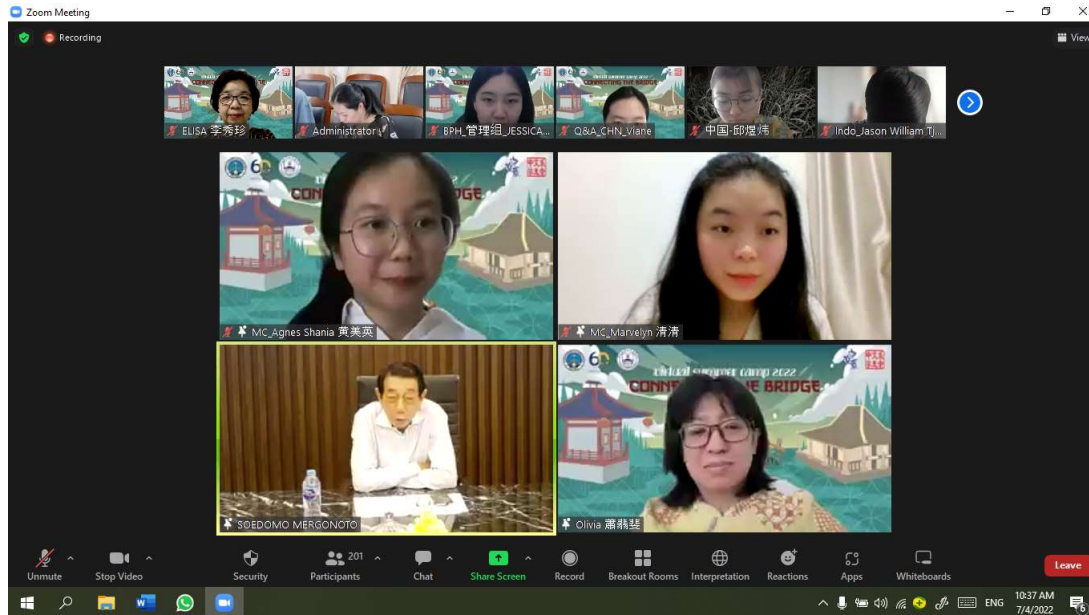 Zoom Meeting
Recording
View
ELISA 李秀珍
Administrator
BPH_管理组_JESSICA...
Q&A_CHN_Viane
中国-邱煜炜
Indo_Jason William Tj...
MC_Agnes Shania 黄美英
MC_Marvelyn 清清
SOEDOMO MERGONOTO
virtual summer camp 2022
CONNE THE BRIDGE
Olivia 蕭翡斐
Unmute
Stop Video
Security
201
Participants
Chat
Share Screen
Record
Breakout Rooms
Interpretation
Reactions
Apps
Whiteboards
Leave
ENG
10:37 AM
7/4/2022